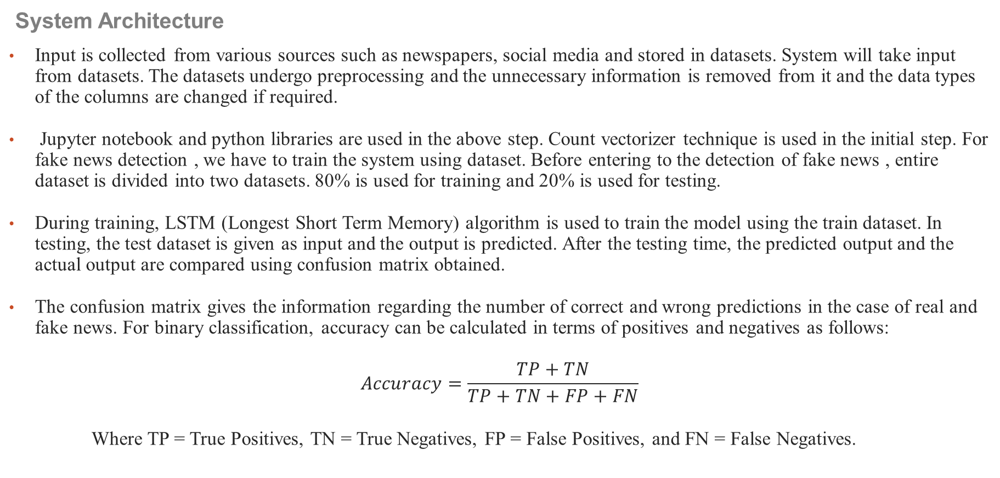 System Architecture
• Input is collected from various sources such as newspapers, social media and stored in datasets. System will take input
from datasets. The datasets undergo preprocessing and the unnecessary information is removed from it and the data types
of the columns are changed if required.
• Jupyter notebook and python libraries are used in the above step. Count vectorizer technique is used in the initial step. For
fake news detection , we have to train the system using dataset. Before entering to the detection of fake news , entire
dataset is divided into two datasets. 80% is used for training and 20% is used for testing.
• During training, LSTM (Longest Short Term Memory) algorithm is used to train the model using the train dataset. In
testing, the test dataset is given as input and the output is predicted. After the testing time, the predicted output and the
actual output are compared using confusion matrix obtained.
• The confusion matrix gives the information regarding the number of correct and wrong predictions in the case of real and
fake news. For binary classification, accuracy can be calculated in terms of positives and negatives as follows:
TP + TN
Accuracy =
TP + TN + FP + FN
Where TP = True Positives, TN = True Negatives, FP = False Positives, and FN = False Negatives.